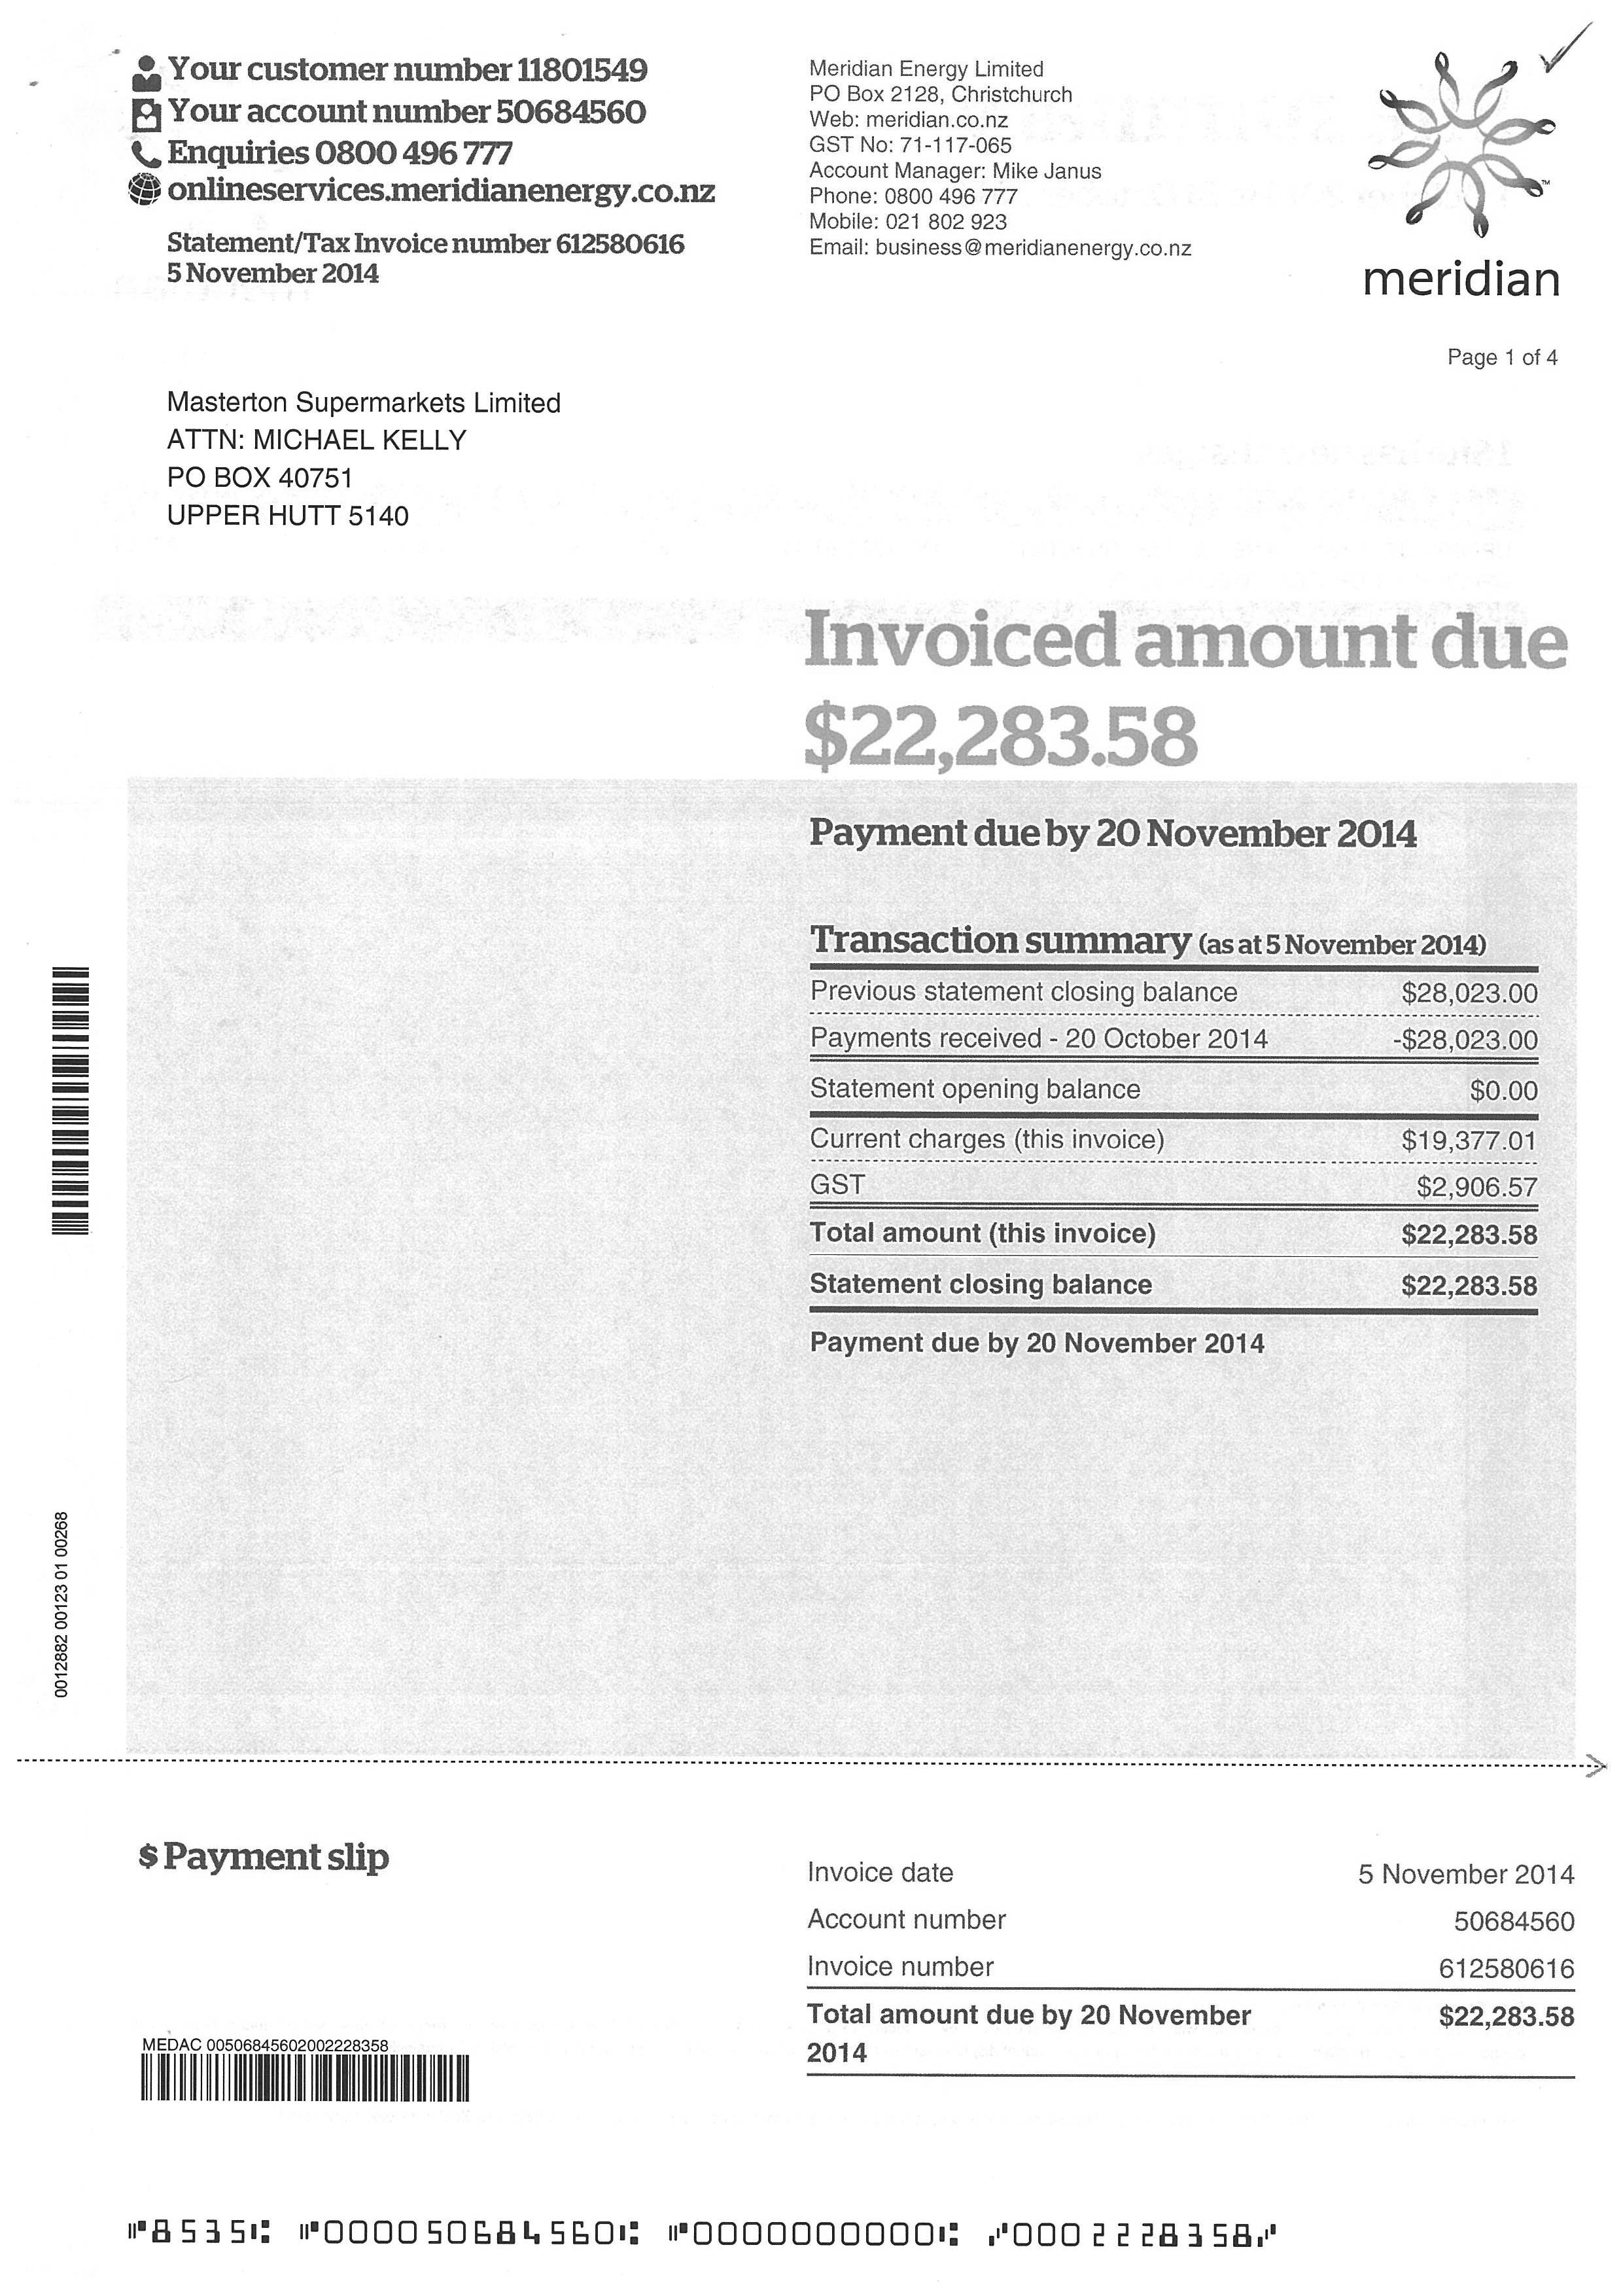 Your customer number 11801549
Your account number 50684560
Enquiries 0800 496 777
onlineservices.meridianenergy.co.nz
Statement/Tax Invoice number 612580616
5 November 2014
Meridian Energy Limited
PO Box 2128, Christchurch
Web: meridian.co.nz
GST No: 71-117-065
Account Manager: Mike Janus
Phone: 0800 496 777
Mobile: 021 802 923
Email: business@meridianenergy.co.nz
meridian
Page 1 of 4
Masterton Supermarkets Limited
ATTN: MICHAEL KELLY
PO BOX 40751
UPPER HUTT 5140
Invoiced amount due
$22,283.58
Payment due by 20 November 2014
Transaction summary (as at 5 November 2014)
Previous statement closing balance $28,023.00
Payments received - 20 October 2014 -$28,023.00
Statement opening balance $0.00
Current charges (this invoice) $19,377.01
GST $2,906.57
Total amount (this invoice) $22,283.58
Statement closing balance $22,283.58
Payment due by 20 November 2014
0012882 00123 01 00268
$ Payment slip
Invoice date 5 November 2014
Account number 50684560
Invoice number 612580616
Total amount due by 20 November 2014 $22,283.58
MEDAC 00506845602002228358
⑈8535⑆ ⑈000050684560⑆ ⑈0000000000⑆ ⑇0002228358⑇